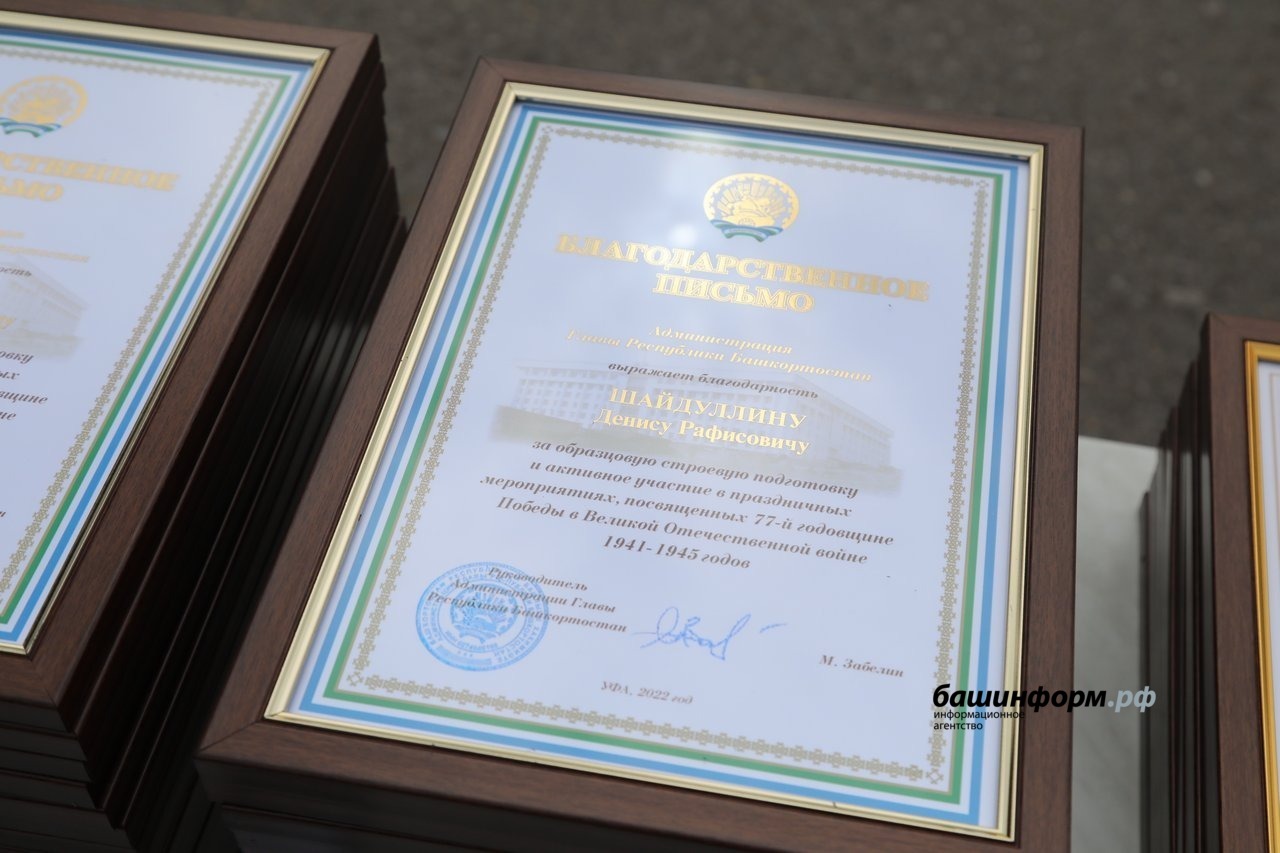 БЛАГОДАРСТВЕННОЕ
ПИСЬМО
Администрация
Главы Республики Башкортостан
выражает благодарность
ШАЙДУЛЛИНУ
Денису Рафисовичу
за образцовую строевую подготовку
и активное участие в праздничных
мероприятиях, посвященных 77-й годовщине
Победы в Великой Отечественной войне
1941-1945 годов
Руководитель
Администрации Главы
Республики Башкортостан
М. Забелин
УФА, 2022 год
башинформ.рф
информационное
агентство